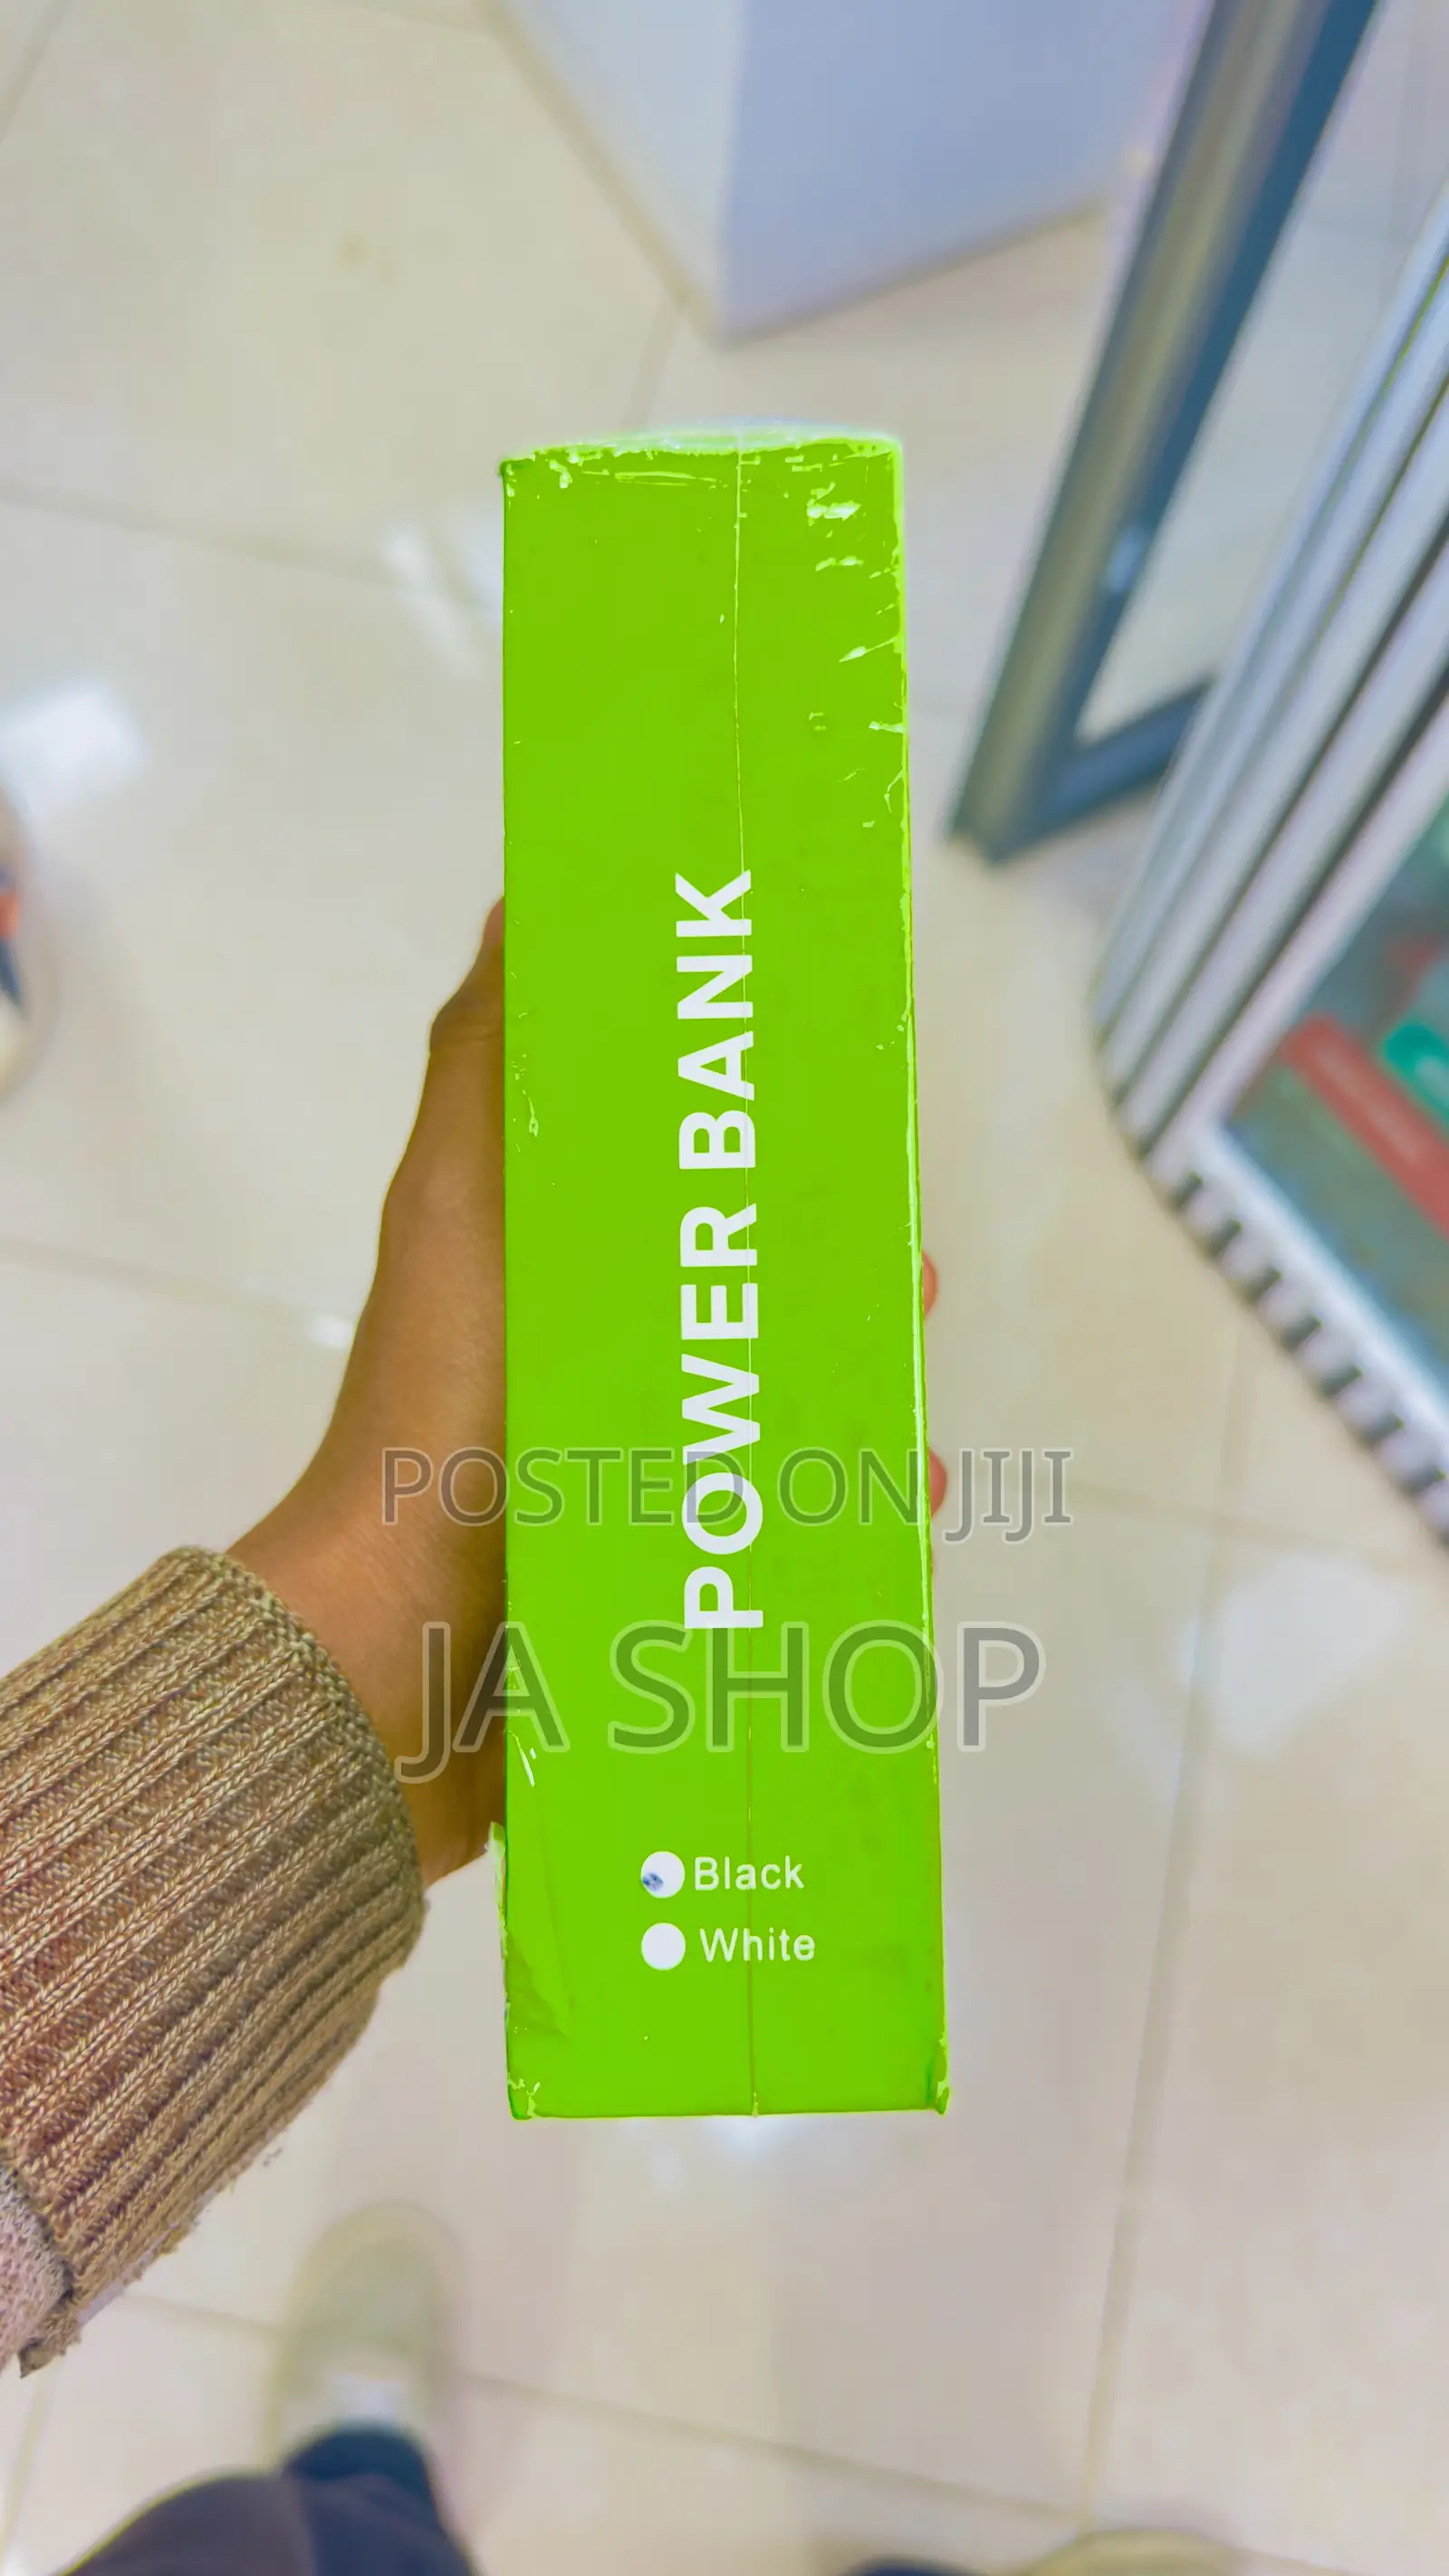 POWER BANK
POSTED ON JIJI
JA SHOP
Black
White